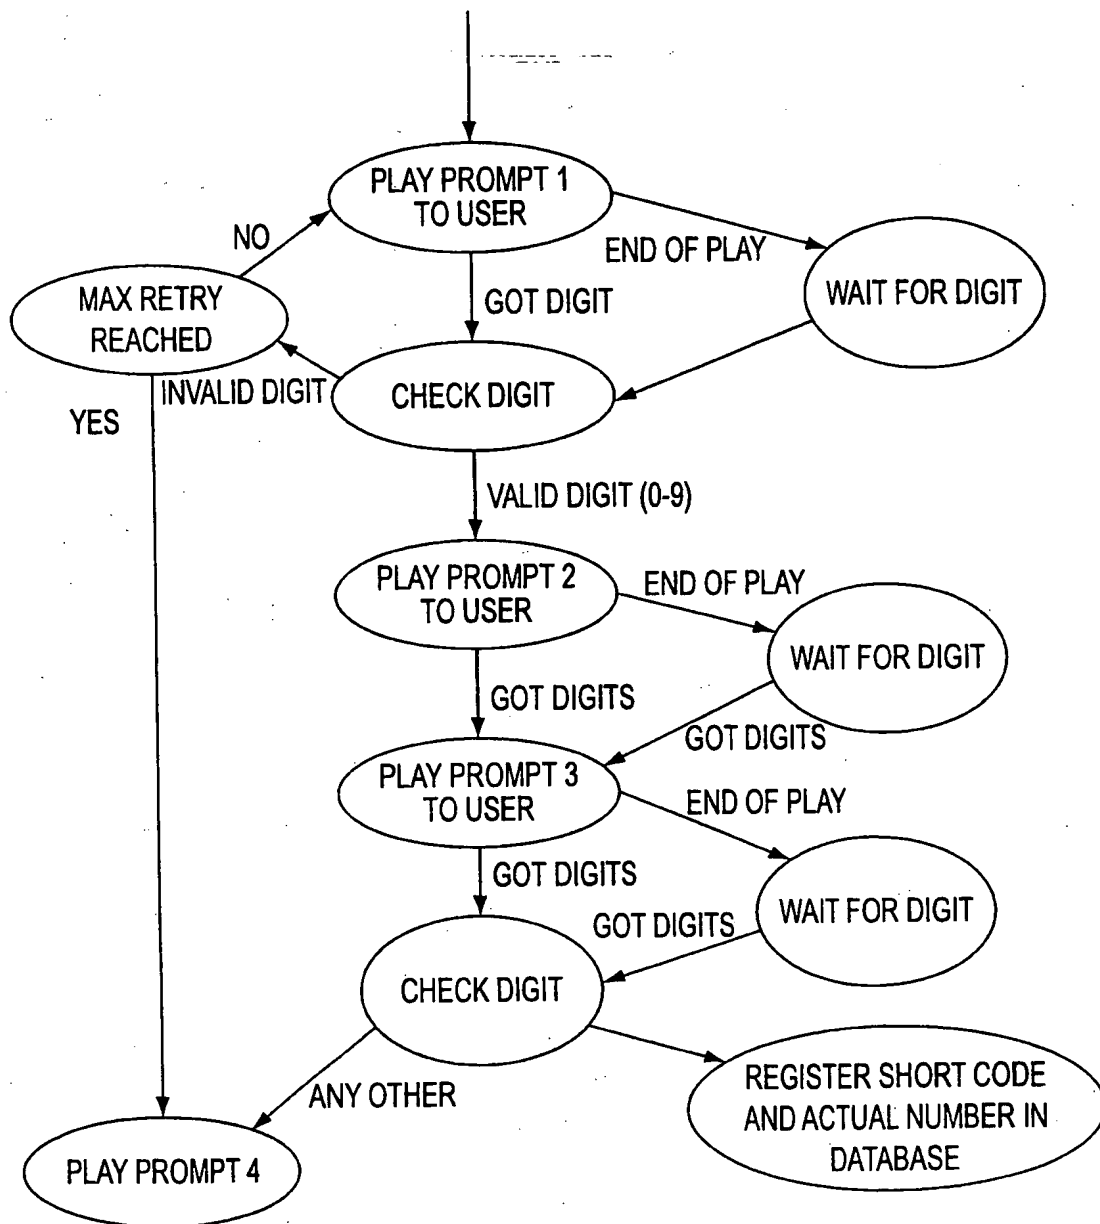 PLAY PROMPT 1
TO USER
NO
END OF PLAY
MAX RETRY
REACHED
GOT DIGIT
WAIT FOR DIGIT
INVALID DIGIT
CHECK DIGIT
YES
VALID DIGIT (0-9)
PLAY PROMPT 2
TO USER
END OF PLAY
WAIT FOR DIGIT
GOT DIGITS
GOT DIGITS
PLAY PROMPT 3
TO USER
END OF PLAY
GOT DIGITS
WAIT FOR DIGIT
GOT DIGITS
CHECK DIGIT
ANY OTHER
REGISTER SHORT CODE
AND ACTUAL NUMBER IN
DATABASE
PLAY PROMPT 4